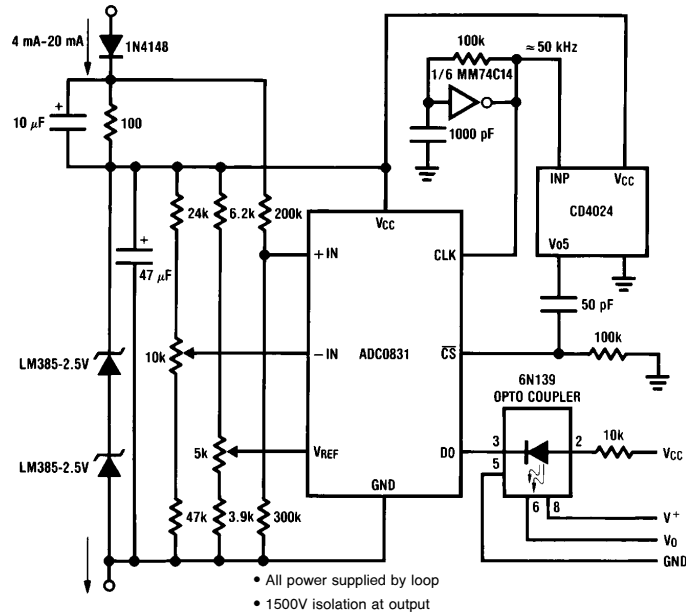 4 mA-20 mA
1N4148
10 μF
+
100
100k
≈ 50 kHz
1/6 MM74C14
1000 pF
INP
VCC
CD4024
VO5
50 pF
100k
24k
6.2k
200k
+
47 μF
VCC
+IN
CLK
LM385-2.5V
10k
−IN
ADC0831
CS
LM385-2.5V
5k
VREF
DO
GND
47k
3.9k
300k
6N139
OPTO COUPLER
3
2
10k
VCC
5
6
8
V+
VO
GND
• All power supplied by loop
• 1500V isolation at output